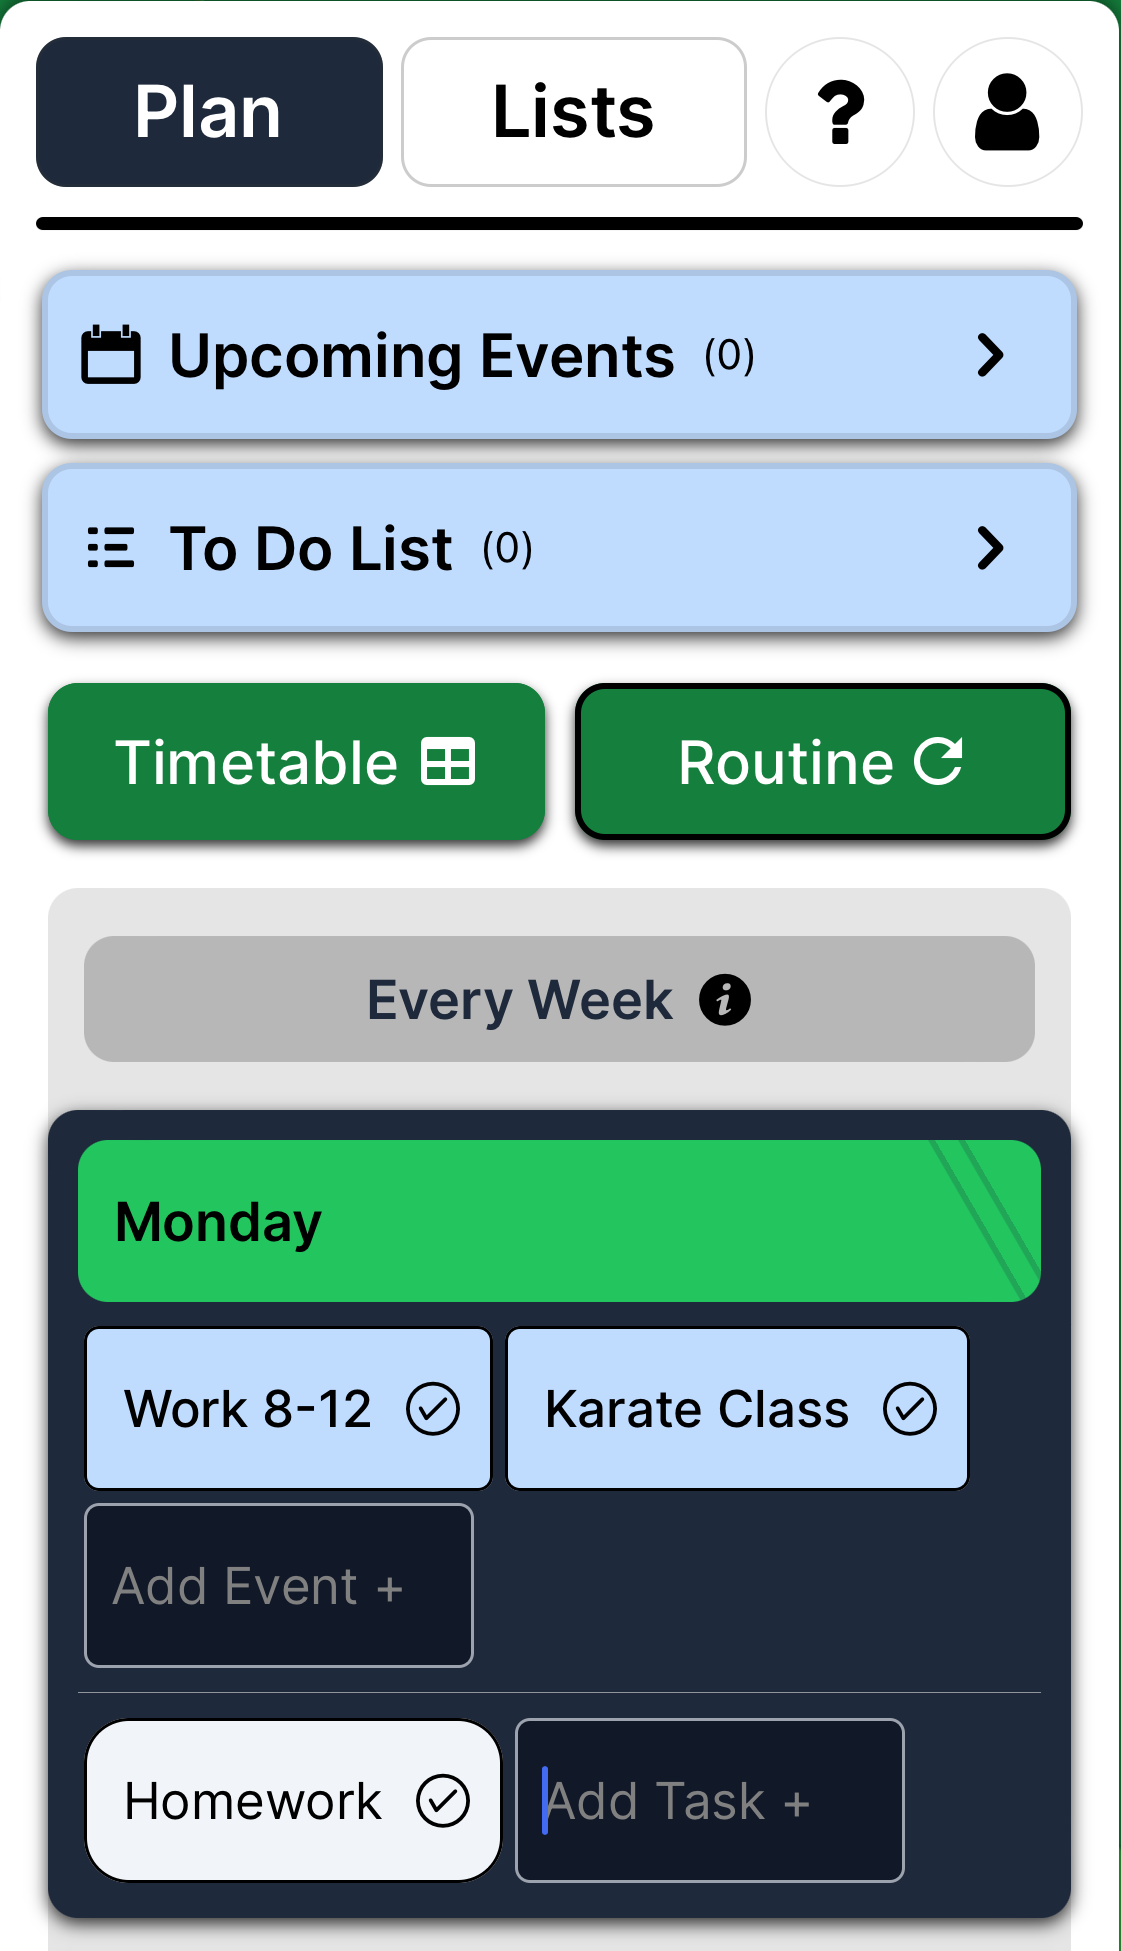 Plan Lists ?
Upcoming Events (0)
To Do List (0)
Timetable Routine
Every Week i
Monday
Work 8-12 Karate Class
Add Event +
Homework Add Task +